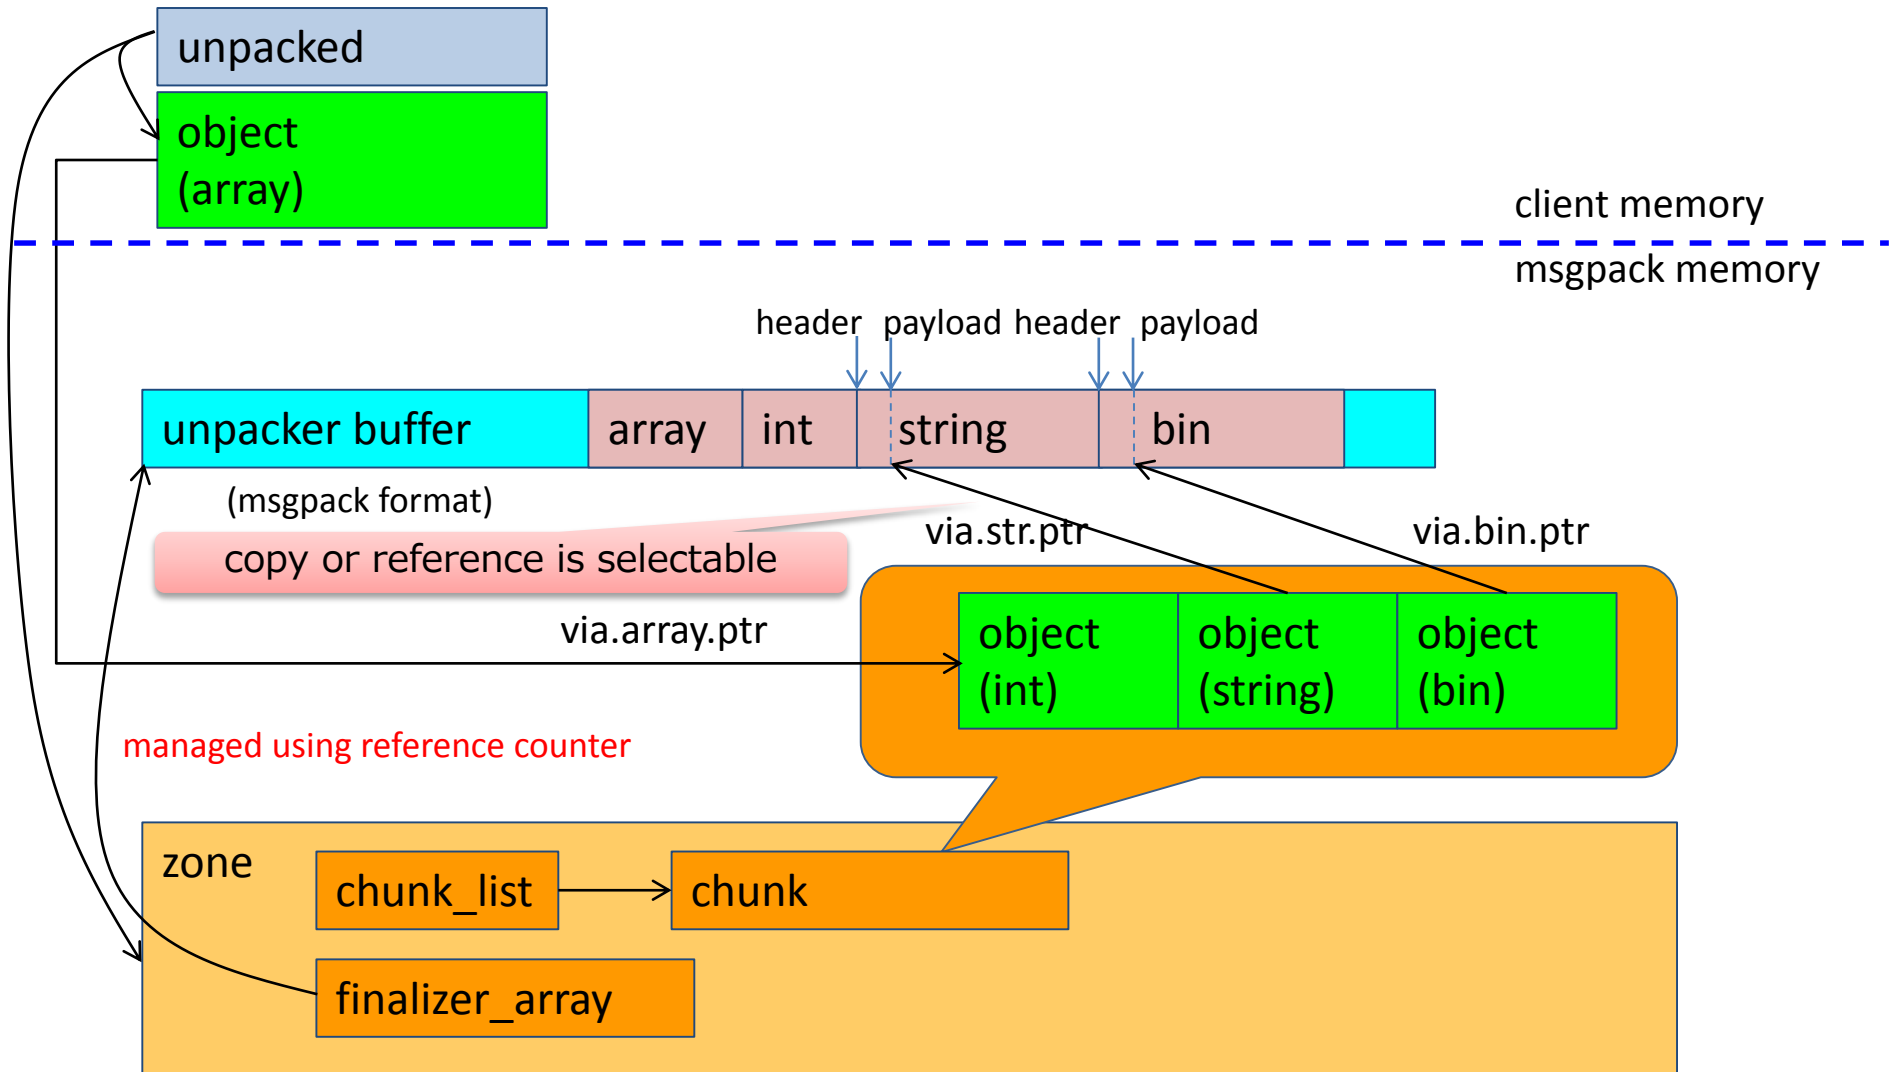 unpacked
object
(array)
client memory
msgpack memory
header payload header payload
unpacker buffer array int string bin
(msgpack format)
via.str.ptr via.bin.ptr
copy or reference is selectable
via.array.ptr
object object object
(int) (string) (bin)
managed using reference counter
zone
chunk_list chunk
finalizer_array